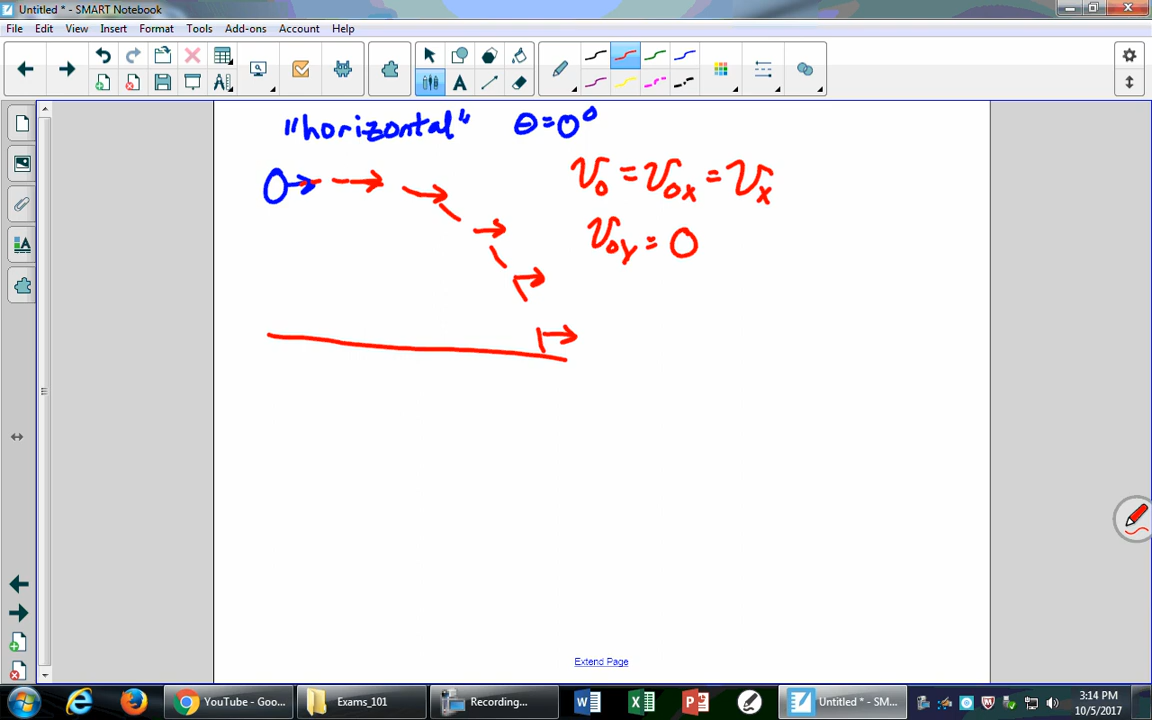 Untitled * - SMART Notebook
File Edit View Insert Format Tools Add-ons Account Help
"horizontal" θ=0°
V₀ = V₀ₓ = Vₓ
V₀y = 0
Extend Page
YouTube - Goo...
Exams_101
Recording...
Untitled * - SM...
3:14 PM
10/5/2017